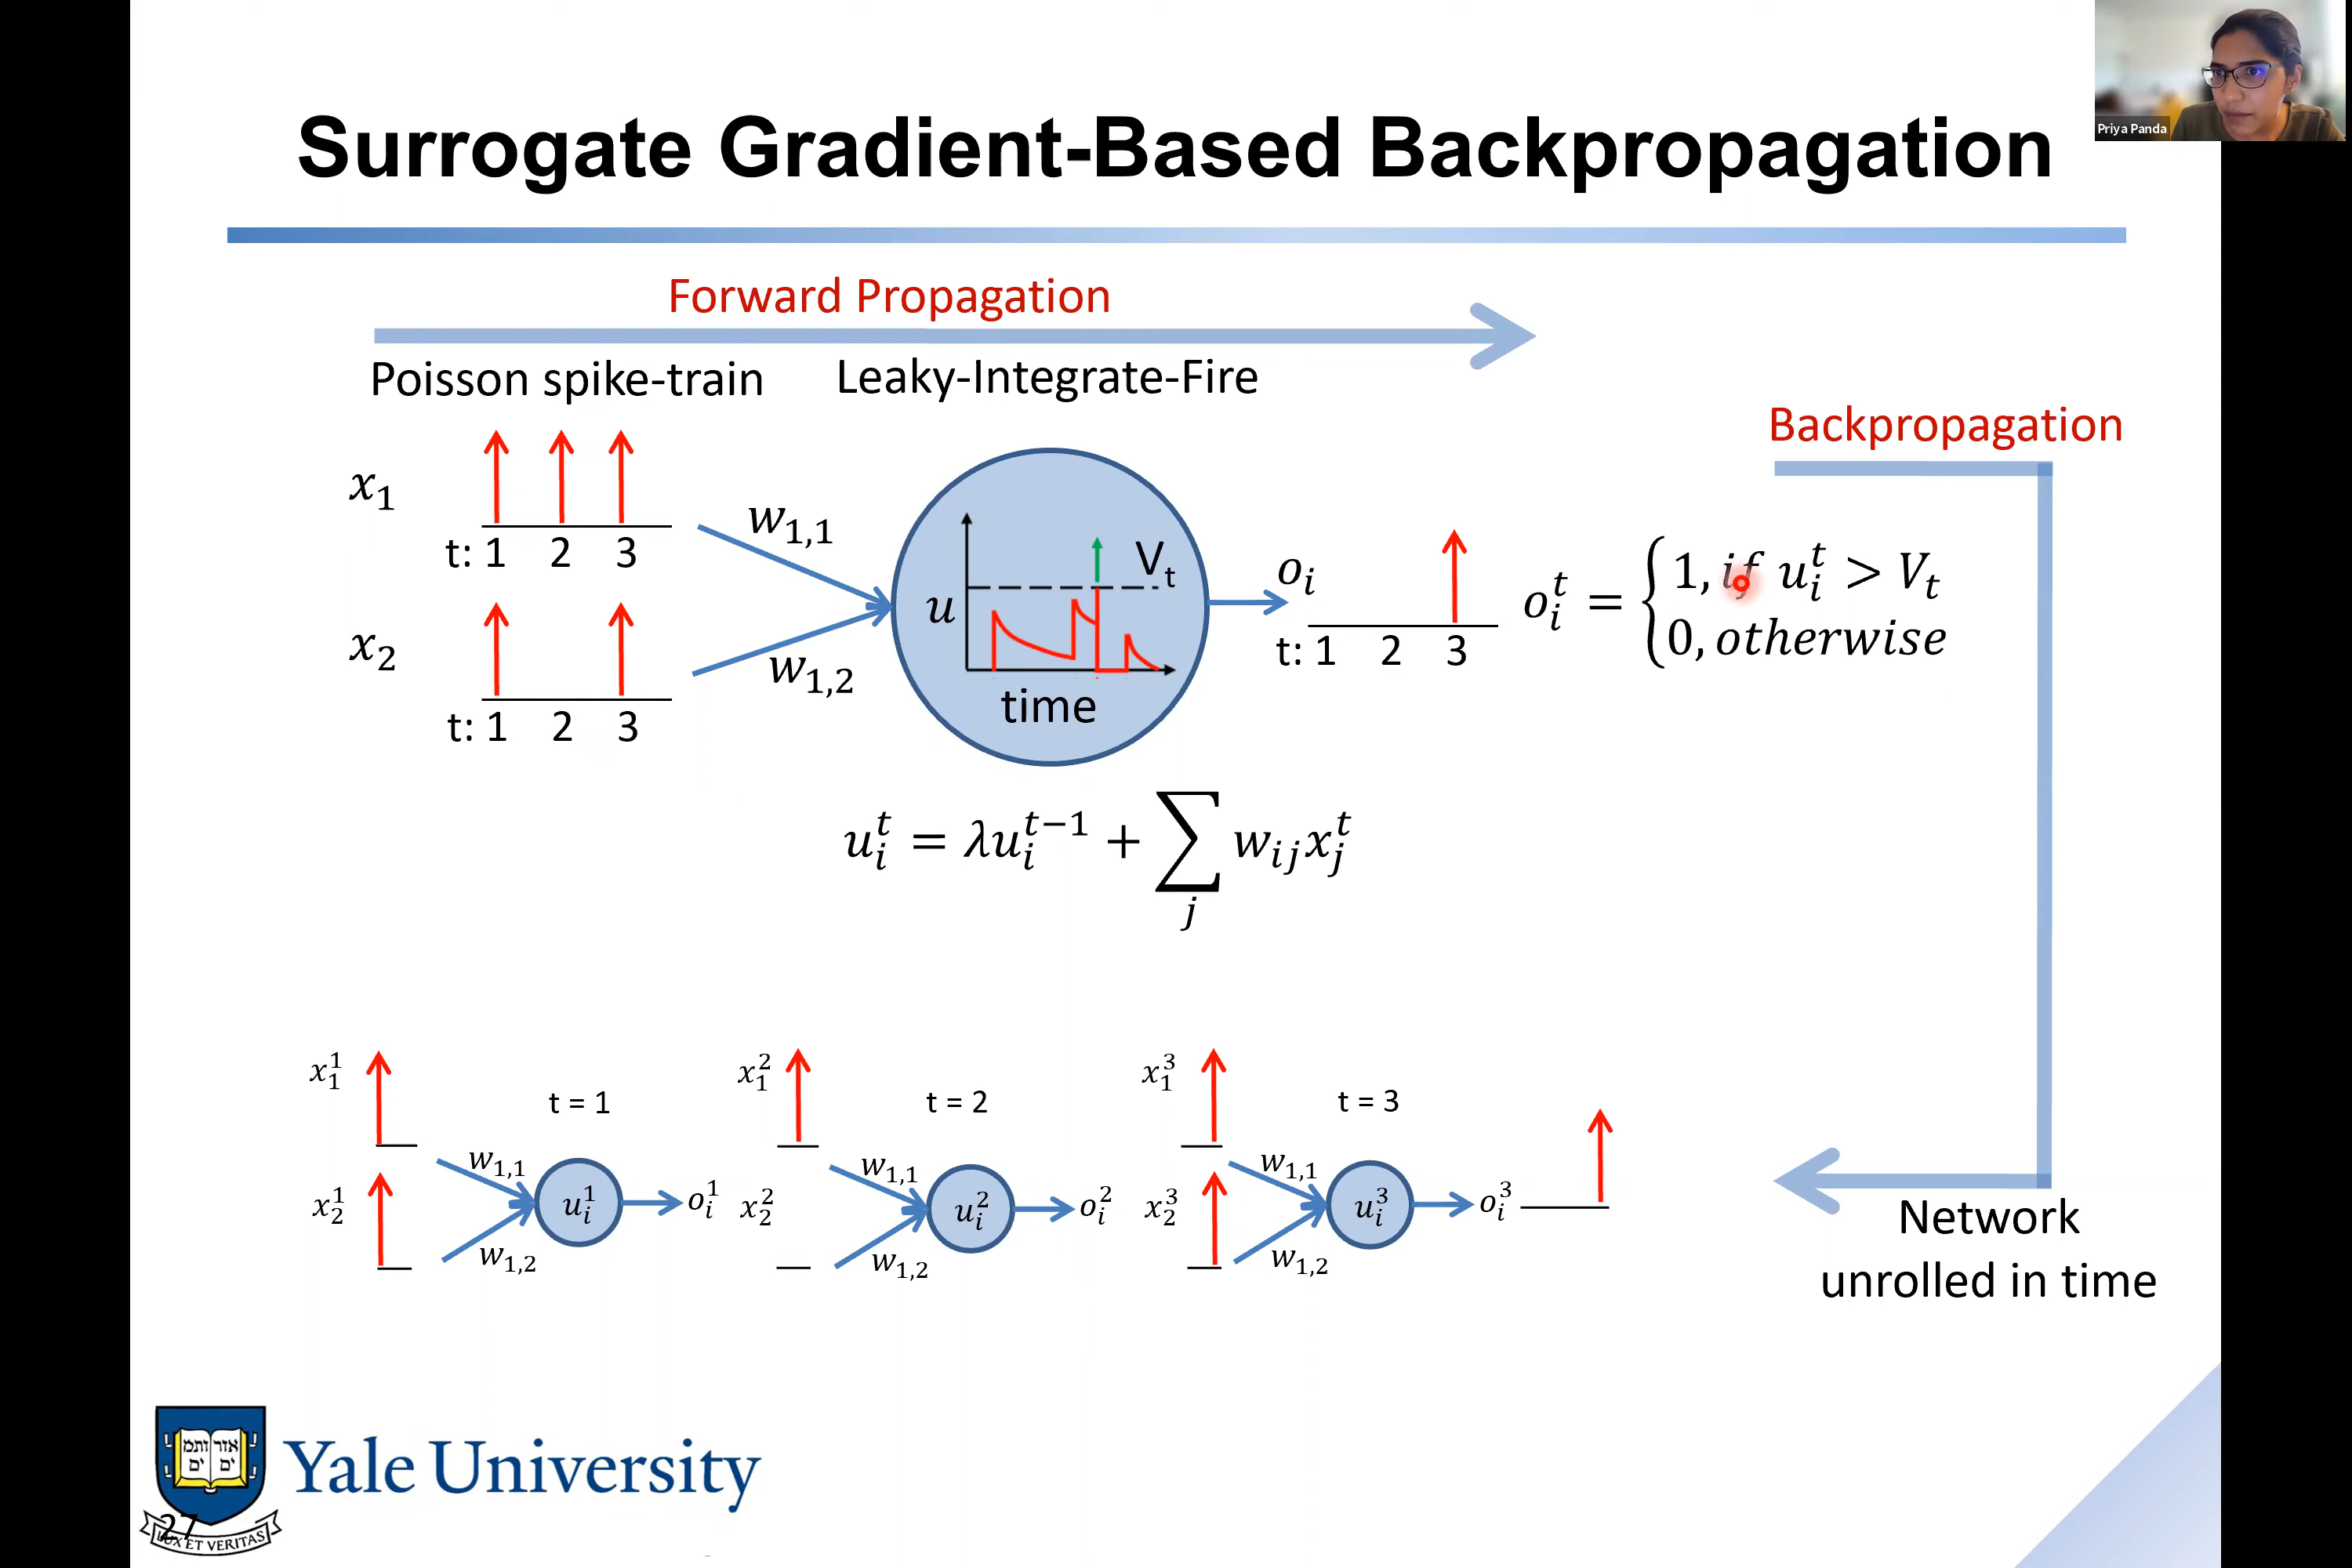 Priya Panda
Surrogate Gradient-Based Backpropagation
Forward Propagation
Poisson spike-train
Leaky-Integrate-Fire
Backpropagation
x₁
t: 1 2 3
x₂
t: 1 2 3
w₁,₁
w₁,₂
u
Vₜ
time
oᵢ
t: 1 2 3
oᵢᵗ = {1, if uᵢᵗ > Vₜ
0, otherwise
uᵢᵗ = λuᵢᵗ⁻¹ + ∑ⱼ wᵢⱼxⱼᵗ
x₁¹
t = 1
w₁,₁
x₂¹
uᵢ¹
oᵢ¹
w₁,₂
x₁²
t = 2
w₁,₁
x₂²
uᵢ²
oᵢ²
w₁,₂
x₁³
t = 3
w₁,₁
x₂³
uᵢ³
oᵢ³
w₁,₂
Network
unrolled in time
אורים
ותמים
Yale University
27
LUX ET VERITAS